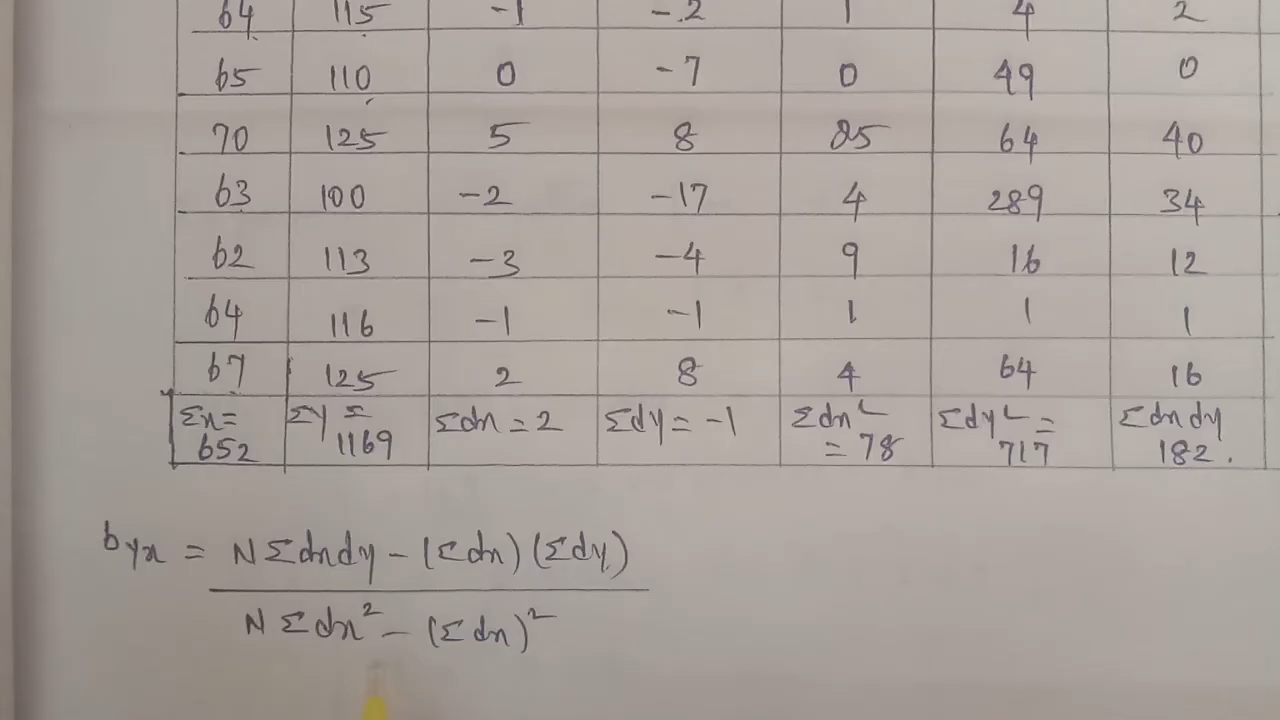 64 115 -1 -2 1 4 2
65 110 0 -7 0 49 0
70 125 5 8 25 64 40
63 100 -2 -17 4 289 34
62 113 -3 -4 9 16 12
64 116 -1 -1 1 1 1
67 125 2 8 4 64 16
Σx= 652 Σy = 1169 Σdx = 2 Σdy = -1 Σdx² = 78 Σdy² = 717 Σdxdy 182.
byx = NΣdxdy - (Σdx)(Σdy)
NΣdx² - (Σdx)²